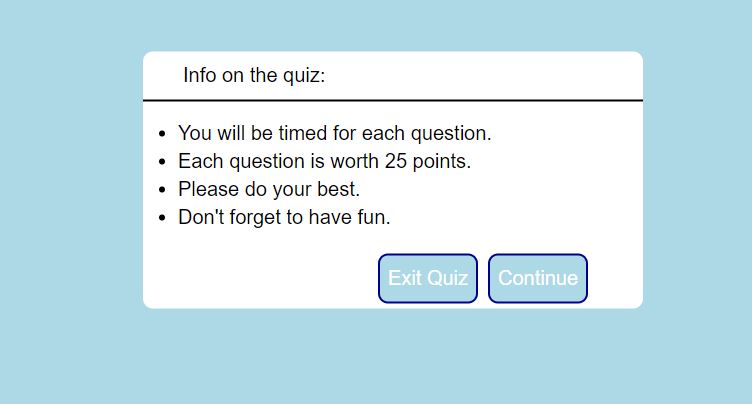 Info on the quiz:
You will be timed for each question.
Each question is worth 25 points.
Please do your best.
Don't forget to have fun.
Exit Quiz Continue